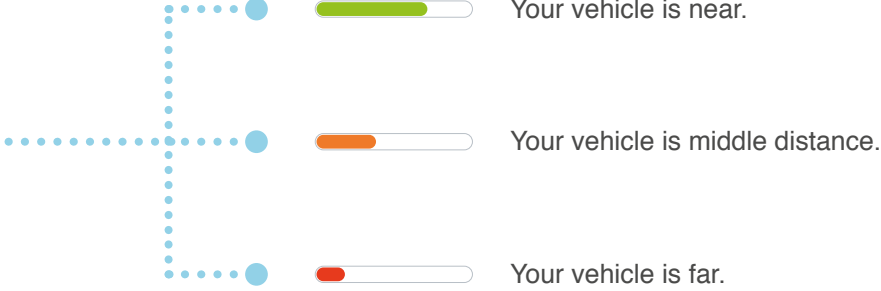 Your vehicle is near.
Your vehicle is middle distance.
Your vehicle is far.